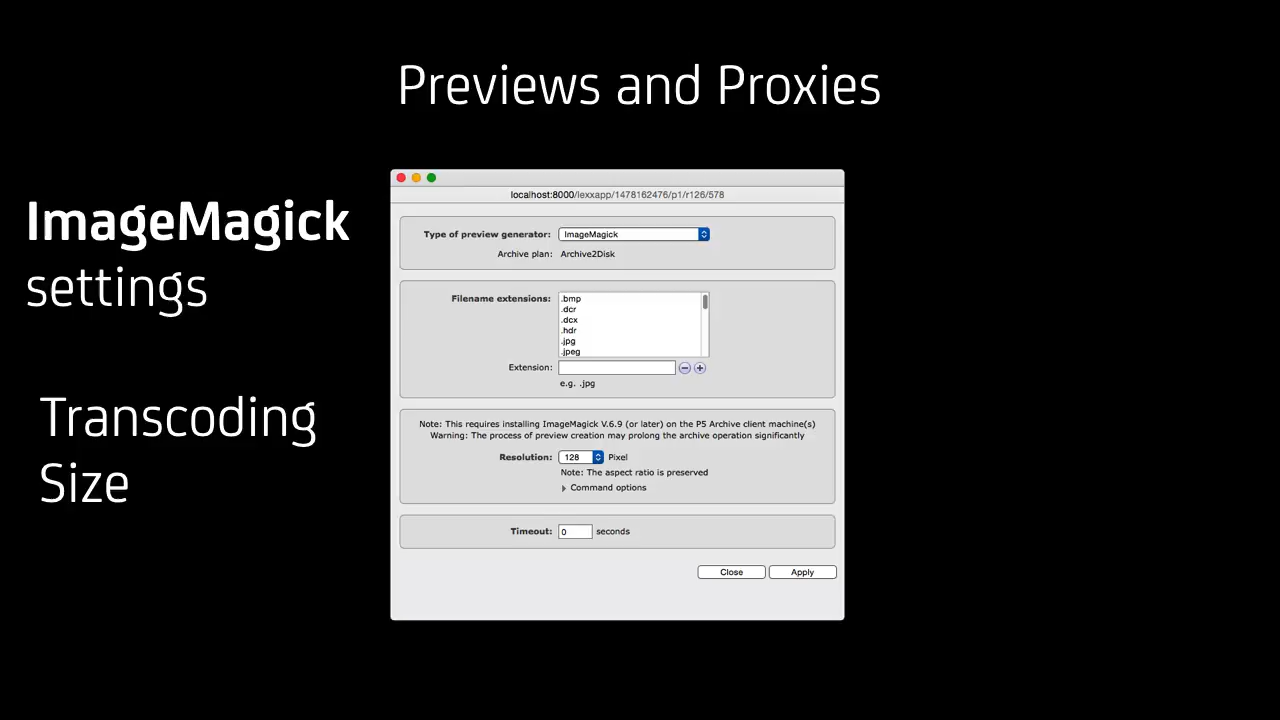 Previews and Proxies
ImageMagick
settings
Transcoding
Size
localhost:8000/lexxapp/1478162476/p1/r126/578
Type of preview generator: ImageMagick
Archive plan: Archive2Disk
Filename extensions: .bmp
.dcr
.dcx
.hdr
.jpg
.jpeg
Extension:
e.g. .jpg
Note: This requires installing ImageMagick V.6.9 (or later) on the P5 Archive client machine(s)
Warning: The process of preview creation may prolong the archive operation significantly
Resolution: 128 Pixel
Note: The aspect ratio is preserved
Command options
Timeout: 0 seconds
Close Apply